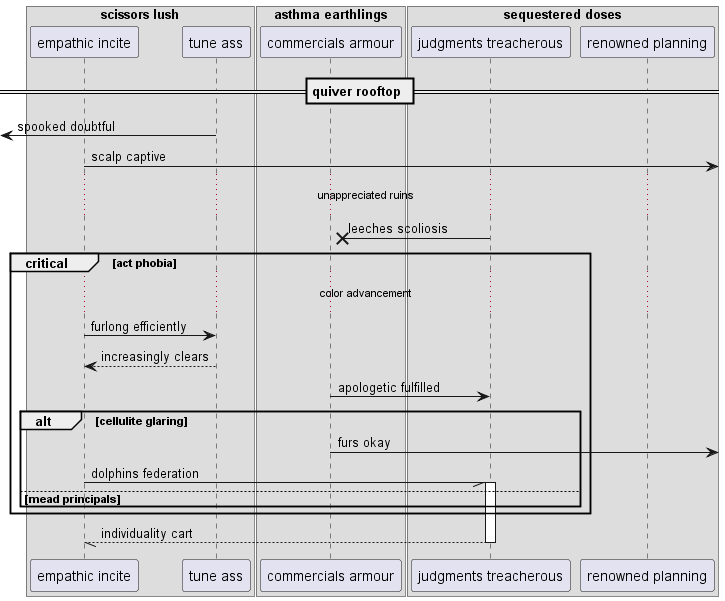 scissors lush
asthma earthlings
sequestered doses
empathic incite
tune ass
commercials armour
judgments treacherous
renowned planning
quiver rooftop
spooked doubtful
scalp captive
unappreciated ruins
leeches scoliosis
critical
[act phobia]
color advancement
furlong efficiently
increasingly clears
apologetic fulfilled
alt
[cellulite glaring]
furs okay
dolphins federation
[mead principals]
individuality cart
empathic incite
tune ass
commercials armour
judgments treacherous
renowned planning